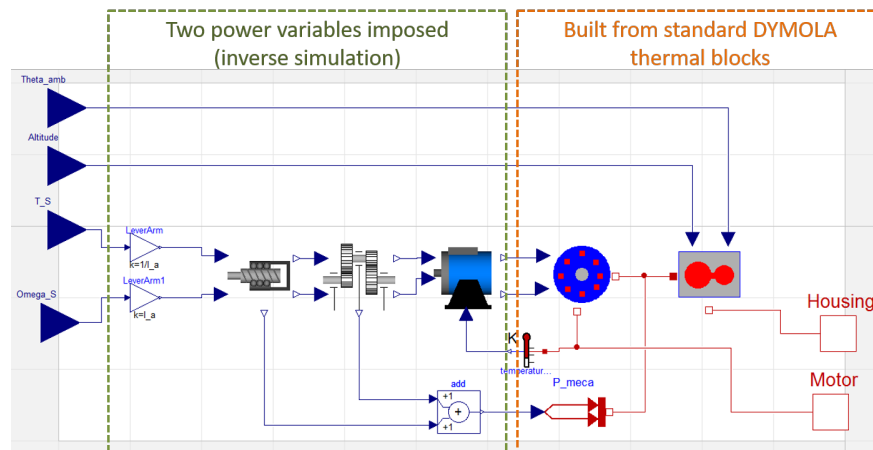 Two power variables imposed
(inverse simulation)
Built from standard DYMOLA
thermal blocks
Theta_amb
Altitude
T_S
LeverArm
k=1/l_a
LeverArm1
k=l_a
Omega_S
Housing
K
temperatur...
Motor
add
+1
+
+1
P_meca